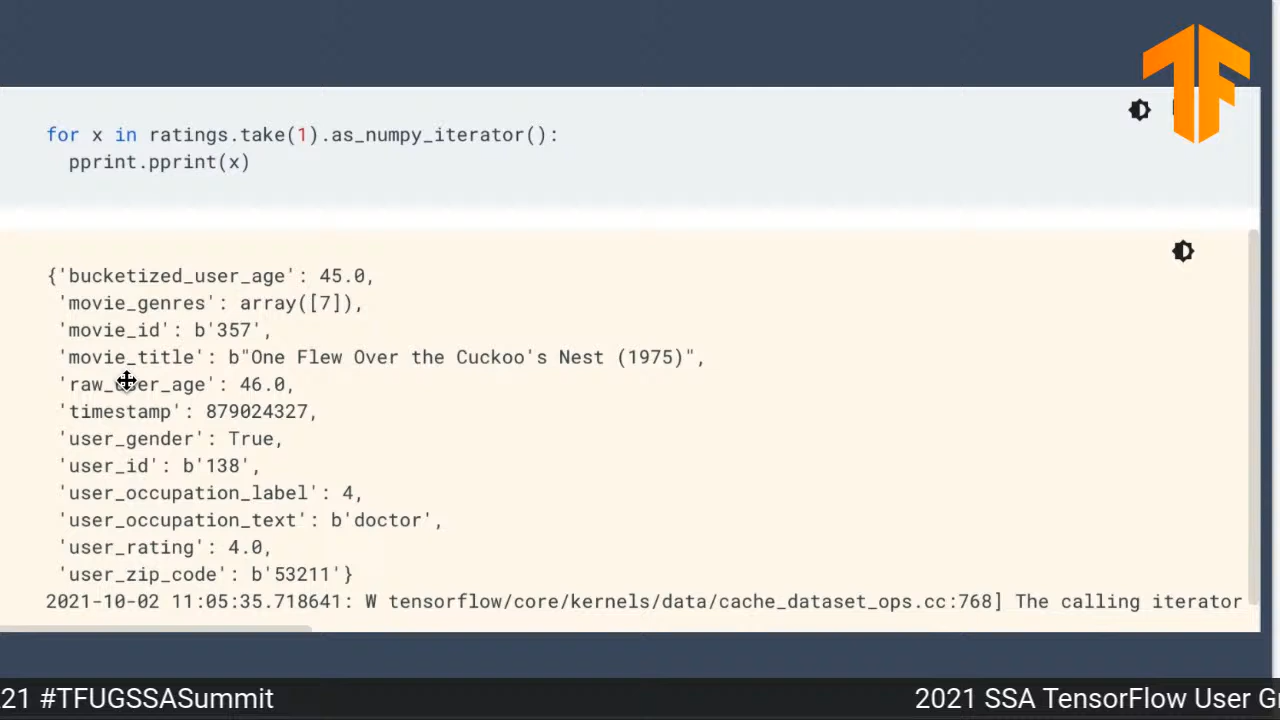 for x in ratings.take(1).as_numpy_iterator():
  pprint.pprint(x)
{'bucketized_user_age': 45.0,
 'movie_genres': array([7]),
 'movie_id': b'357',
 'movie_title': b"One Flew Over the Cuckoo's Nest (1975)",
 'raw_user_age': 46.0,
 'timestamp': 879024327,
 'user_gender': True,
 'user_id': b'138',
 'user_occupation_label': 4,
 'user_occupation_text': b'doctor',
 'user_rating': 4.0,
 'user_zip_code': b'53211'}
2021-10-02 11:05:35.718641: W tensorflow/core/kernels/data/cache_dataset_ops.cc:768] The calling iterator
21 #TFUGSSASummit
2021 SSA TensorFlow User